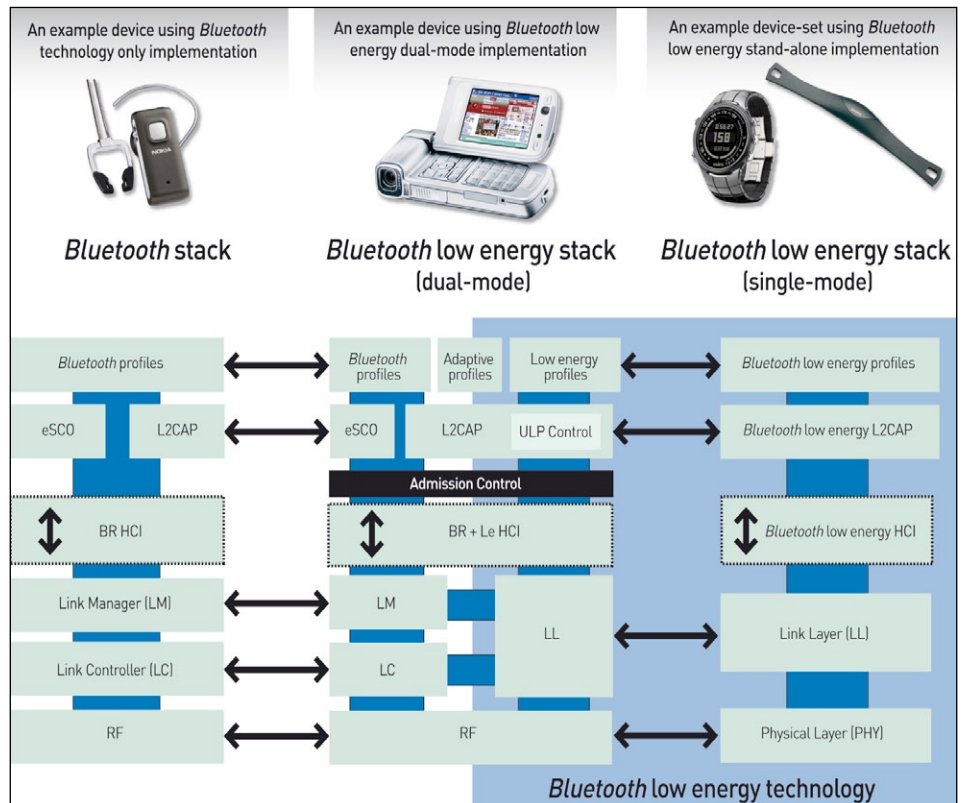 An example device using Bluetooth
technology only implementation
An example device using Bluetooth low
energy dual-mode implementation
An example device-set using Bluetooth
low energy stand-alone implementation
NOKIA
158
Bluetooth stack
Bluetooth low energy stack
(dual-mode)
Bluetooth low energy stack
(single-mode)
Bluetooth profiles
Bluetooth
profiles
Adaptive
profiles
Low energy
profiles
Bluetooth low energy profiles
eSCO
L2CAP
eSCO
L2CAP
ULP Control
Bluetooth low energy L2CAP
Admission Control
BR HCI
BR + Le HCI
Bluetooth low energy HCI
Link Manager (LM)
LM
LL
Link Layer (LL)
Link Controller (LC)
LC
RF
RF
Physical Layer (PHY)
Bluetooth low energy technology